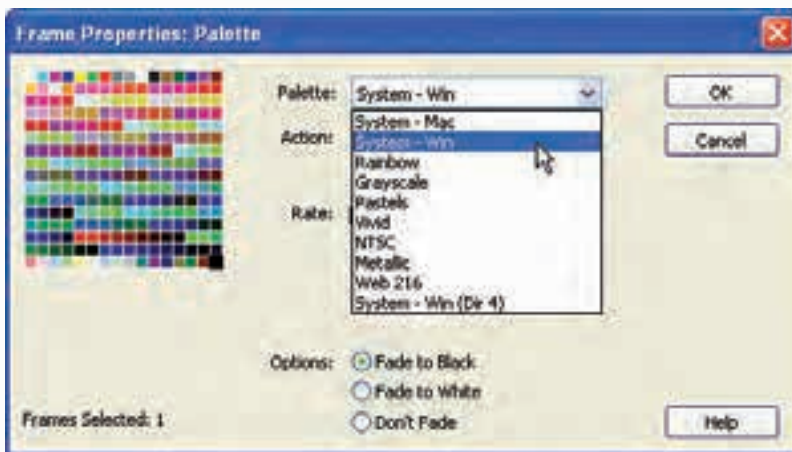 Frame Properties: Palette
Palette: System - Win
OK
System - Mac
Action: System - Win
Cancel
Rainbow
Grayscale
Pastels
Rate: Vivid
NTSC
Metallic
Web 216
System - Win (Dir 4)
Options: Fade to Black
Fade to White
Frames Selected: 1
Don't Fade
Help